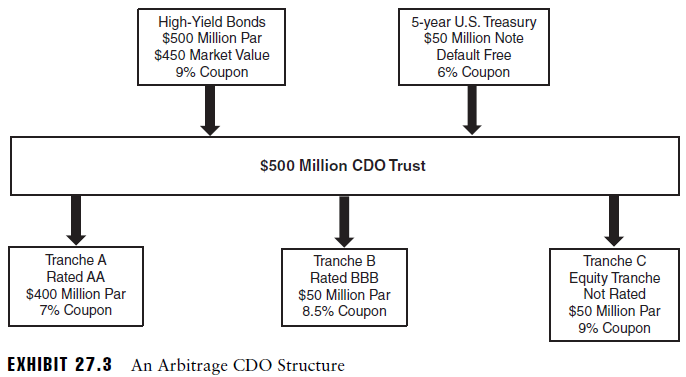 High-Yield Bonds
$500 Million Par
$450 Market Value
9% Coupon
5-year U.S. Treasury
$50 Million Note
Default Free
6% Coupon
$500 Million CDO Trust
Tranche A
Rated AA
$400 Million Par
7% Coupon
Tranche B
Rated BBB
$50 Million Par
8.5% Coupon
Tranche C
Equity Tranche
Not Rated
$50 Million Par
9% Coupon
EXHIBIT 27.3 An Arbitrage CDO Structure